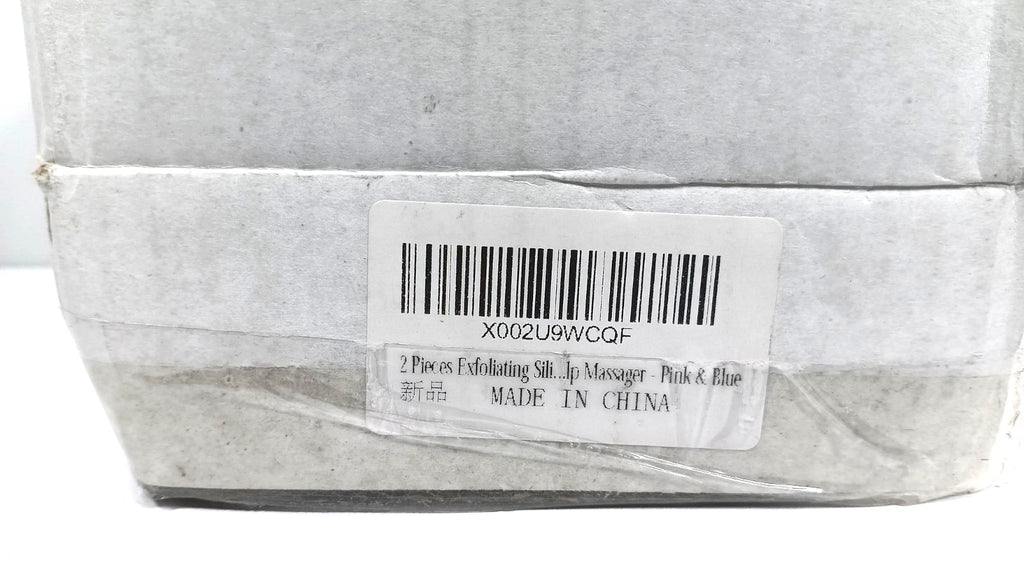 X002U9WCQF
2 Pieces Exfoliating Sili...lp Massager - Pink & Blue
新品 MADE IN CHINA